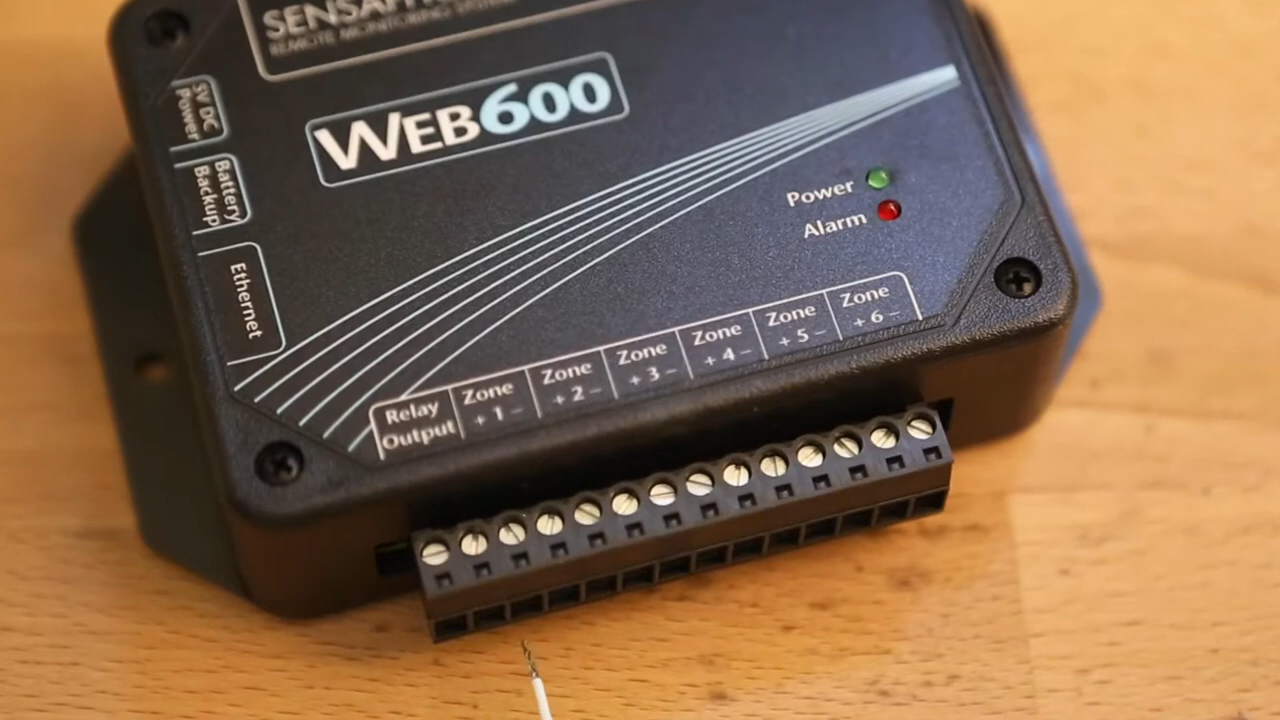 REMOTE MONITORING
WEB600
5V DC
Power
Battery
Backup
Ethernet
Power
Alarm
Relay
Output
Zone
+ 1 -
Zone
+ 2 -
Zone
+ 3 -
Zone
+ 4 -
Zone
+ 5 -
Zone
+ 6 -